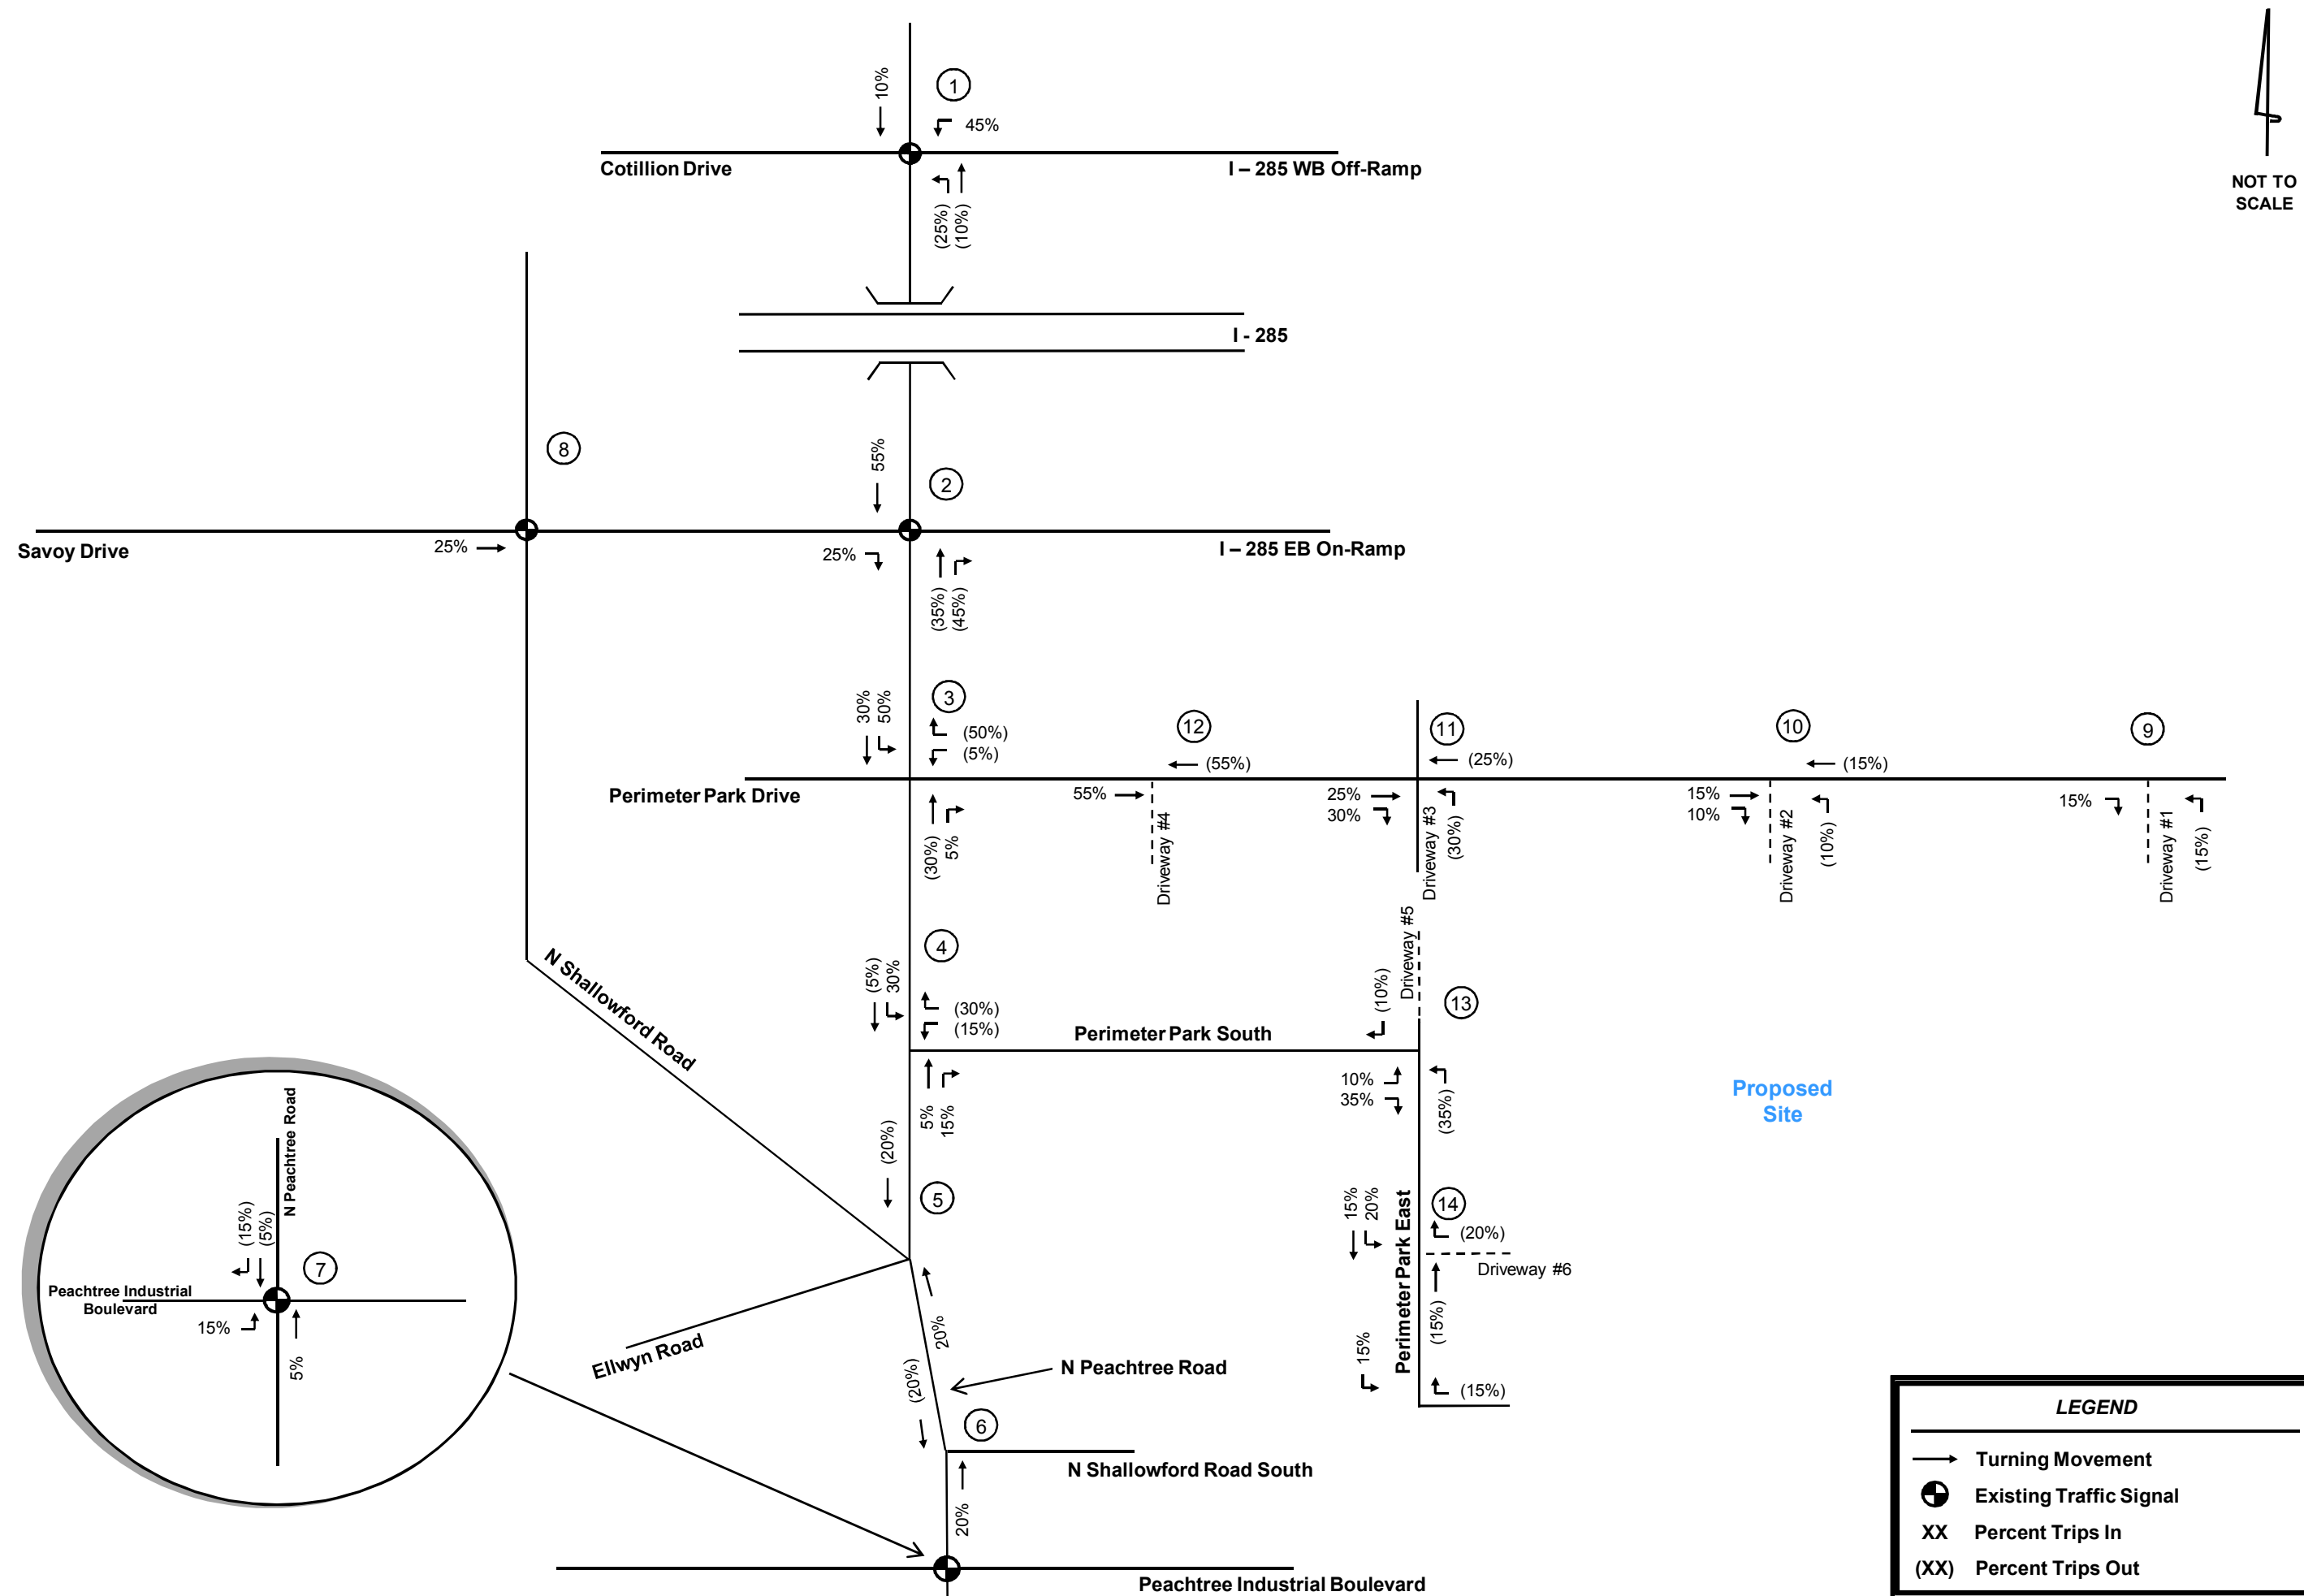 10%
1
45%
Cotillion Drive
I – 285 WB Off-Ramp
(25%)
(10%)
NOT TO
SCALE
I - 285
8
55%
2
Savoy Drive
25%
25%
I – 285 EB On-Ramp
(35%)
(45%)
30%
50%
3
(50%)
(5%)
12
(55%)
11
(25%)
10
(15%)
9
Perimeter Park Drive
55%
Driveway #4
25%
30%
Driveway #3
(30%)
15%
10%
Driveway #2
(10%)
15%
Driveway #1
(15%)
(30%)
5%
4
(5%)
30%
(30%)
(15%)
N Shallowford Road
Perimeter Park South
(10%)
Driveway #5
13
5%
15%
10%
35%
(35%)
Proposed
Site
(20%)
5
15%
20%
Perimeter Park East
14
(20%)
Driveway #6
(15%)
15%
(15%)
N Peachtree Road
(15%)
(5%)
7
Peachtree Industrial
Boulevard
15%
5%
Ellwyn Road
20%
(20%)
N Peachtree Road
6
N Shallowford Road South
20%
Peachtree Industrial Boulevard
LEGEND
Turning Movement
Existing Traffic Signal
XX Percent Trips In
(XX) Percent Trips Out